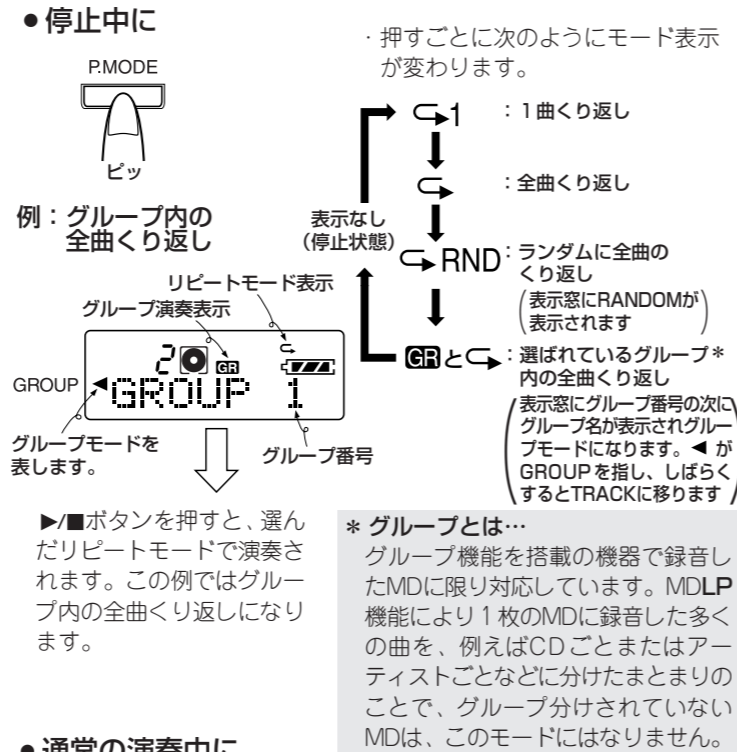 ●停止中に
P.MODE
ピッ
・押すごとに次のようにモード表示
が変わります。
1 ：1曲くり返し
：全曲くり返し
RND：ランダムに全曲の
くり返し
（表示窓にRANDOMが
表示されます）
GRと：選ばれているグループ＊
内の全曲くり返し
（表示窓にグループ番号の次に
グループ名が表示されグルー
プモードになります。◀ が
GROUPを指し、しばらく
するとTRACKに移ります）
表示なし
（停止状態）
例：グループ内の
全曲くり返し
リピートモード表示
グループ演奏表示
2 GR
GROUP ◀GROUP 1
グループモードを
表します。
グループ番号
▶/■ボタンを押すと、選ん
だリピートモードで演奏さ
れます。この例ではグルー
プ内の全曲くり返しになり
ます。
＊グループとは…
グループ機能を搭載の機器で録音し
たMDに限り対応しています。MDLP
機能により1枚のMDに録音した多く
の曲を、例えばCDごとまたはアー
ティストごとなどに分けたまとまりの
ことで、グループ分けされていない
MDは、このモードにはなりません。
●通常の演奏中に